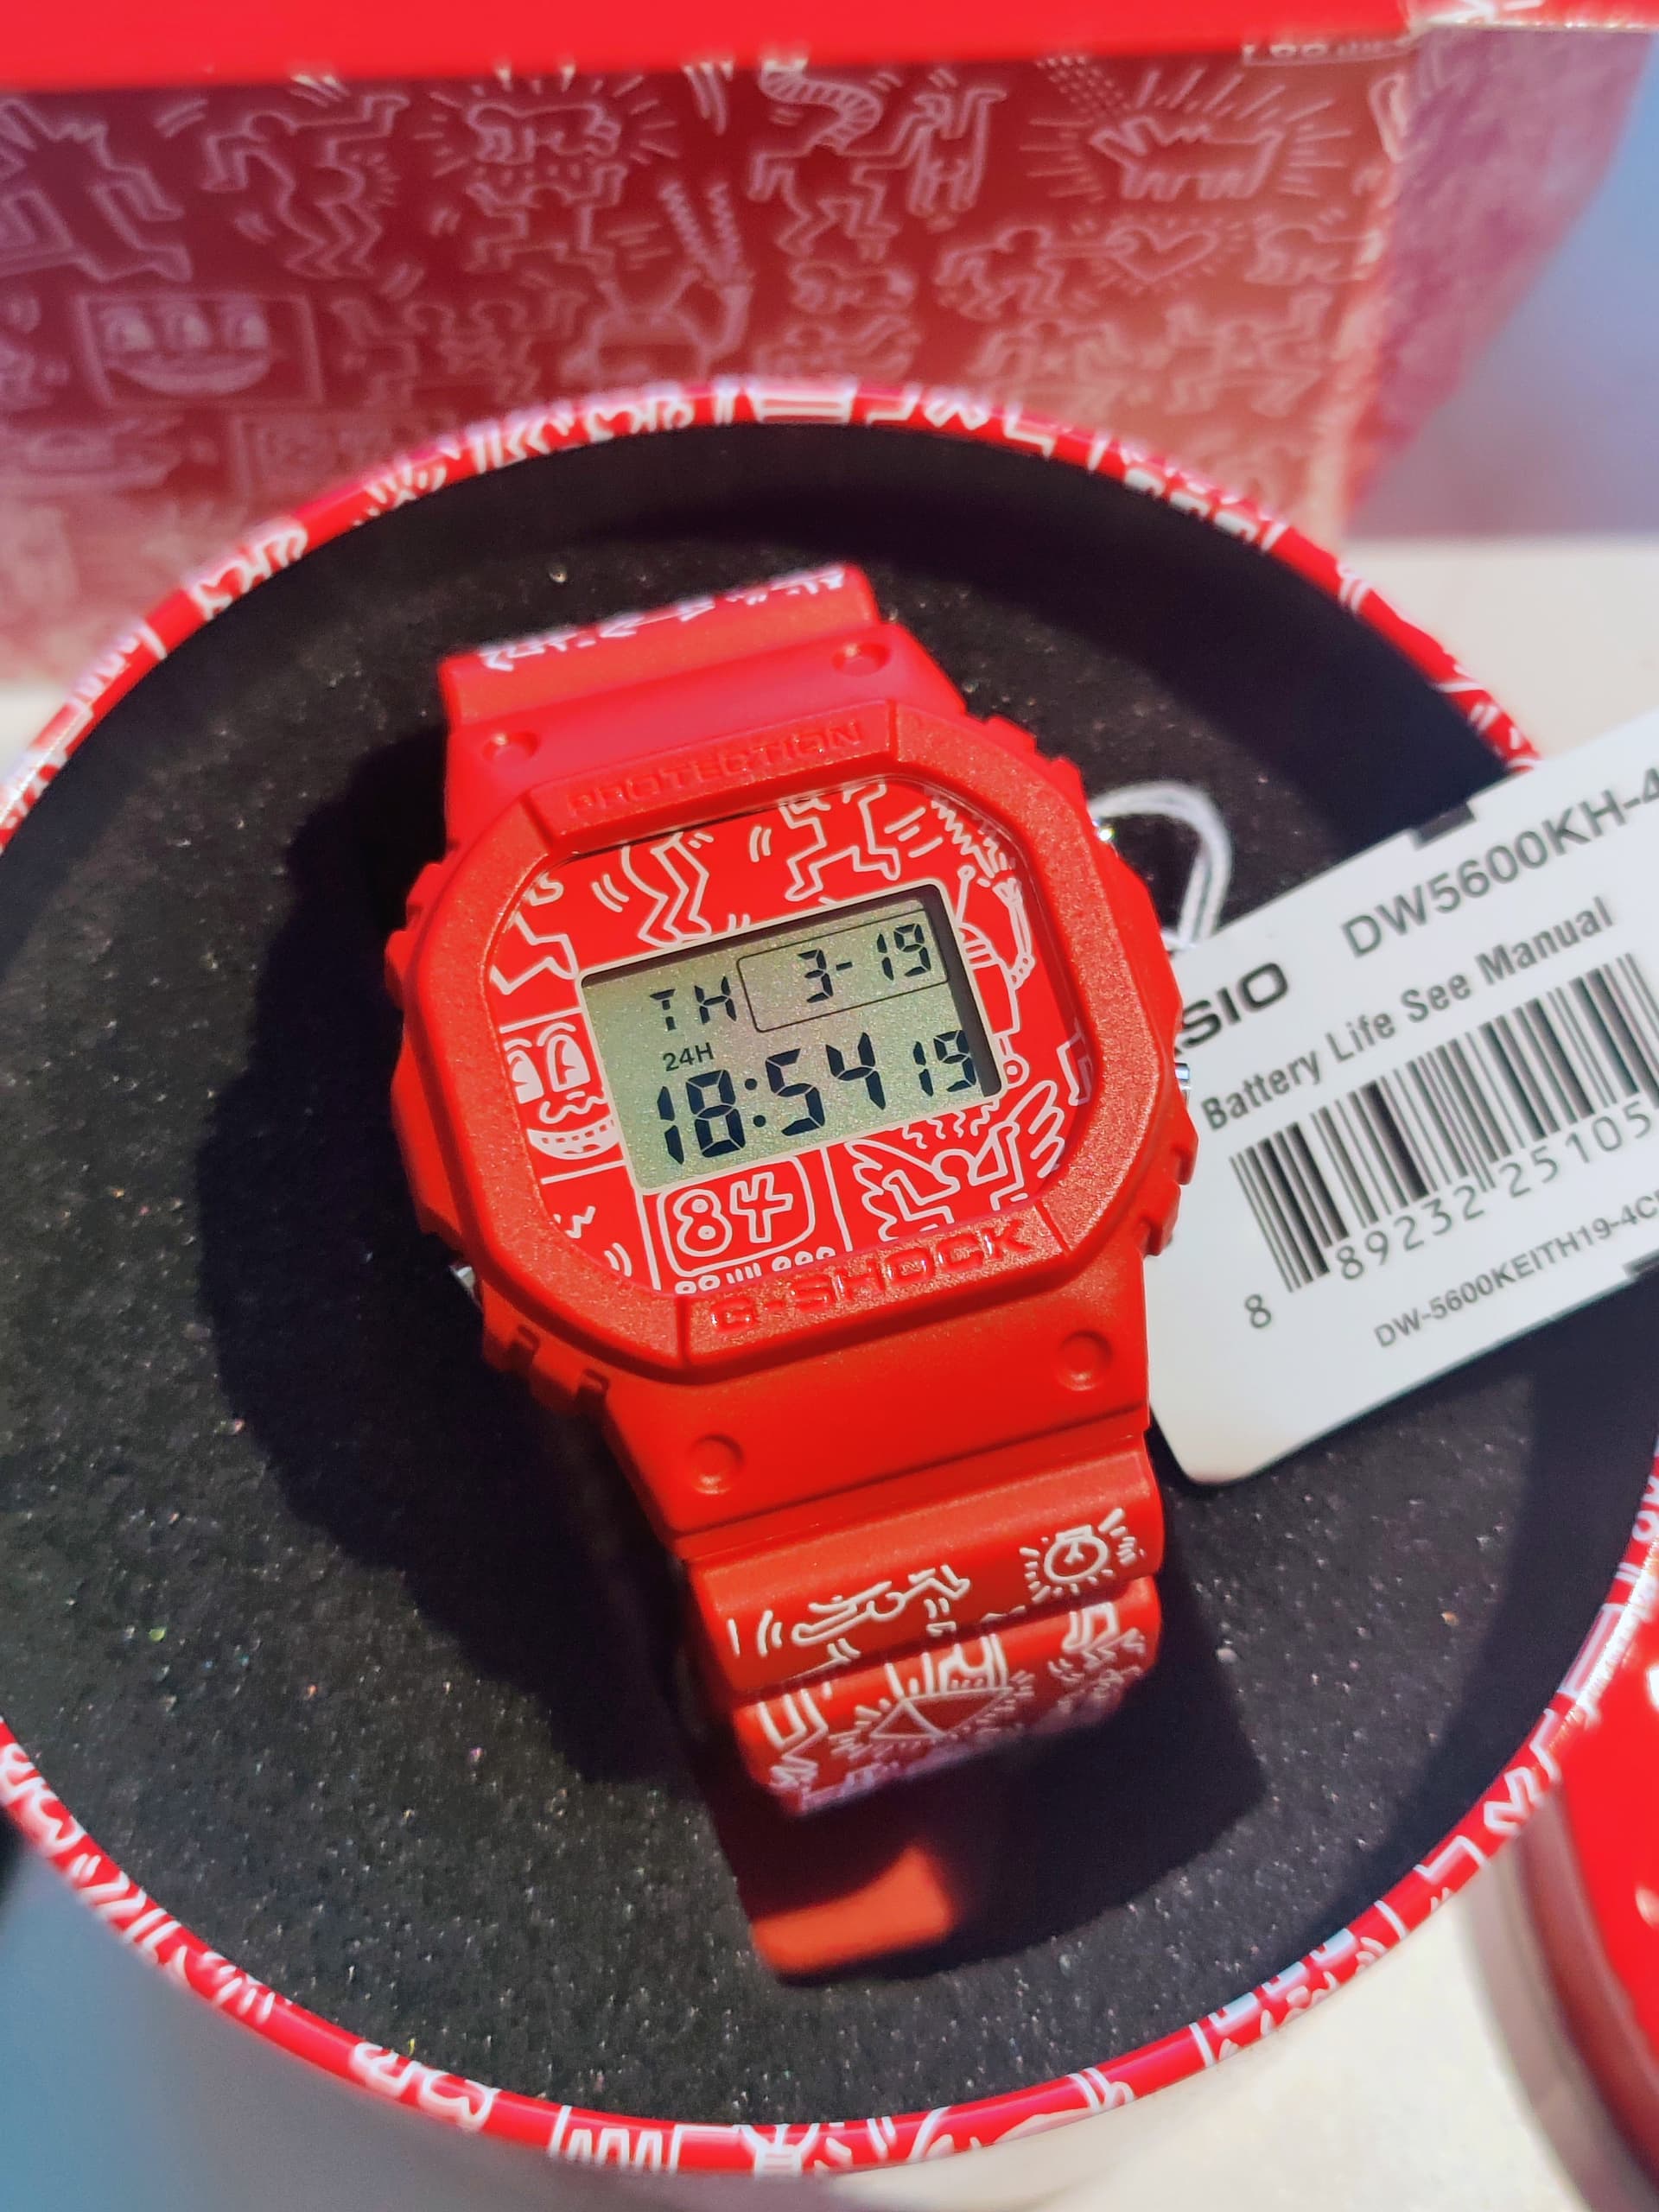 PROTECTION
TH 3-19
24H
18:54 19
84
G-SHOCK
SIO DW5600KH-4
Battery Life See Manual
8 89232 25105
DW-5600KEITH19-4C